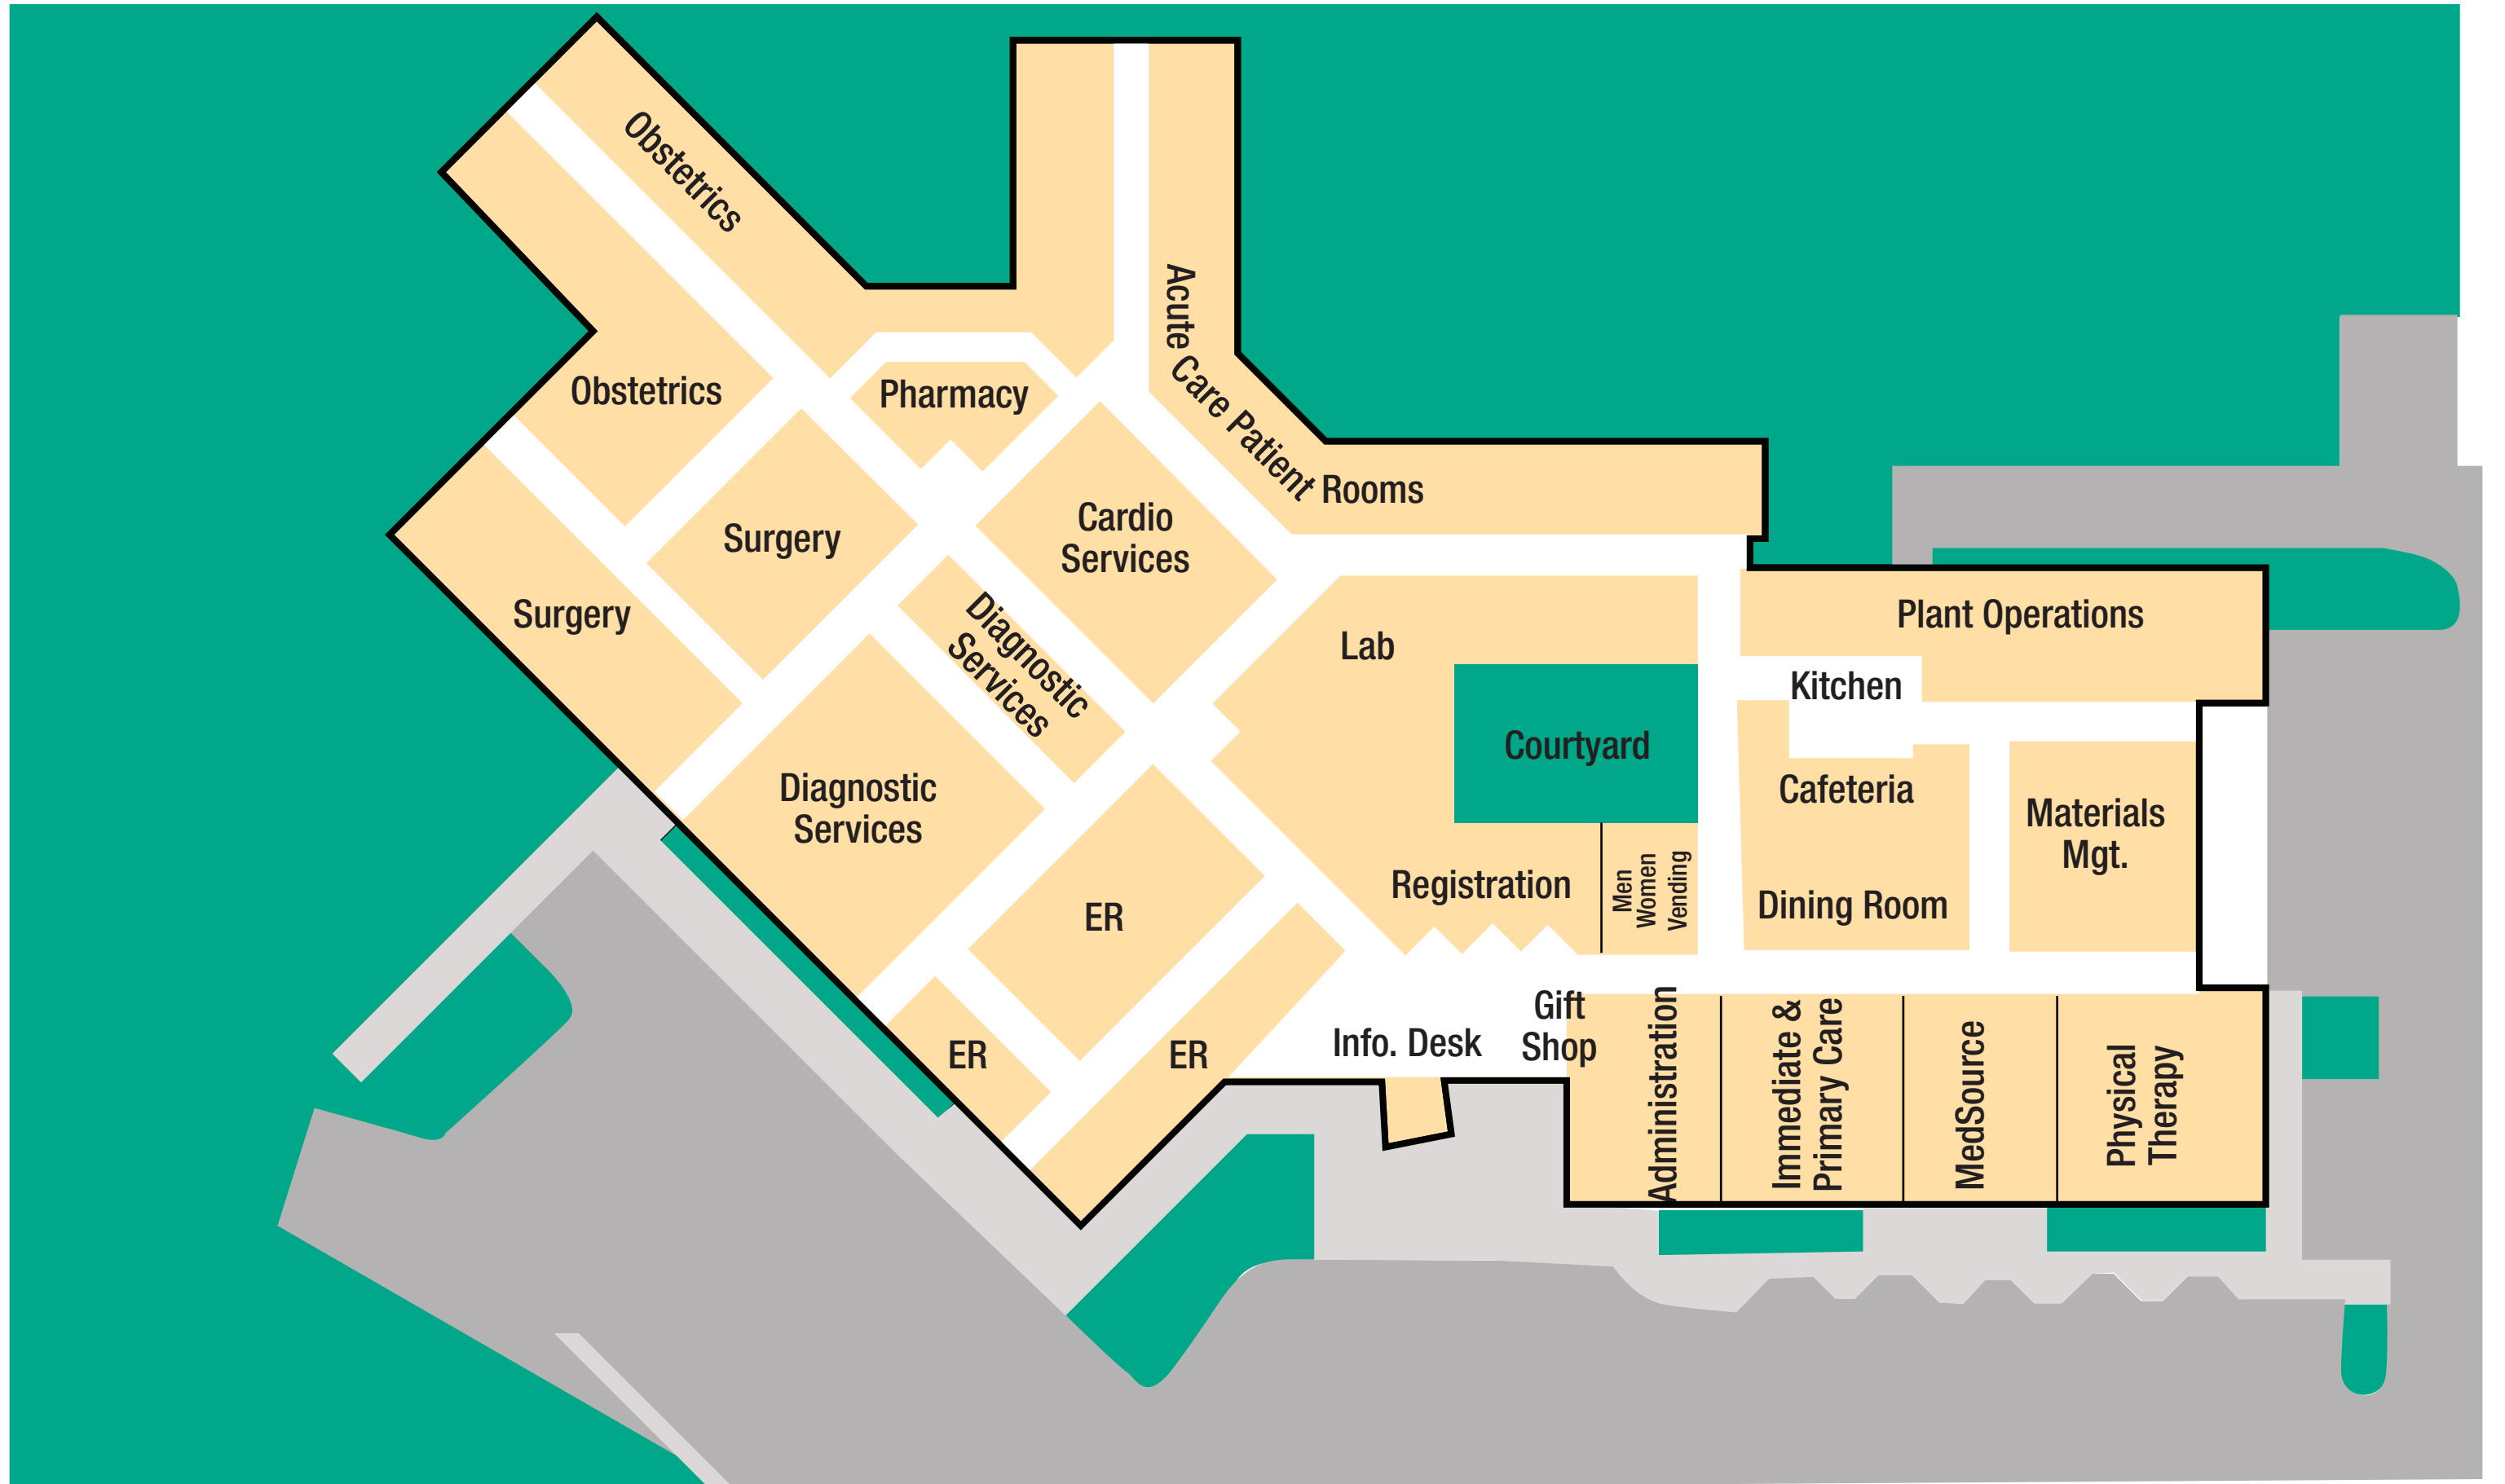 Obstetrics
Acute Care Patient Rooms
Obstetrics
Pharmacy
Cardio
Services
Surgery
Surgery
Diagnostic
Services
Diagnostic
Services
Lab
Courtyard
Plant Operations
Kitchen
Cafeteria
Dining Room
Materials
Mgt.
Registration
Men
Women
Vending
ER
ER
ER
Info. Desk
Gift
Shop
Administration
Immediate &
Primary Care
MedSource
Physical
Therapy